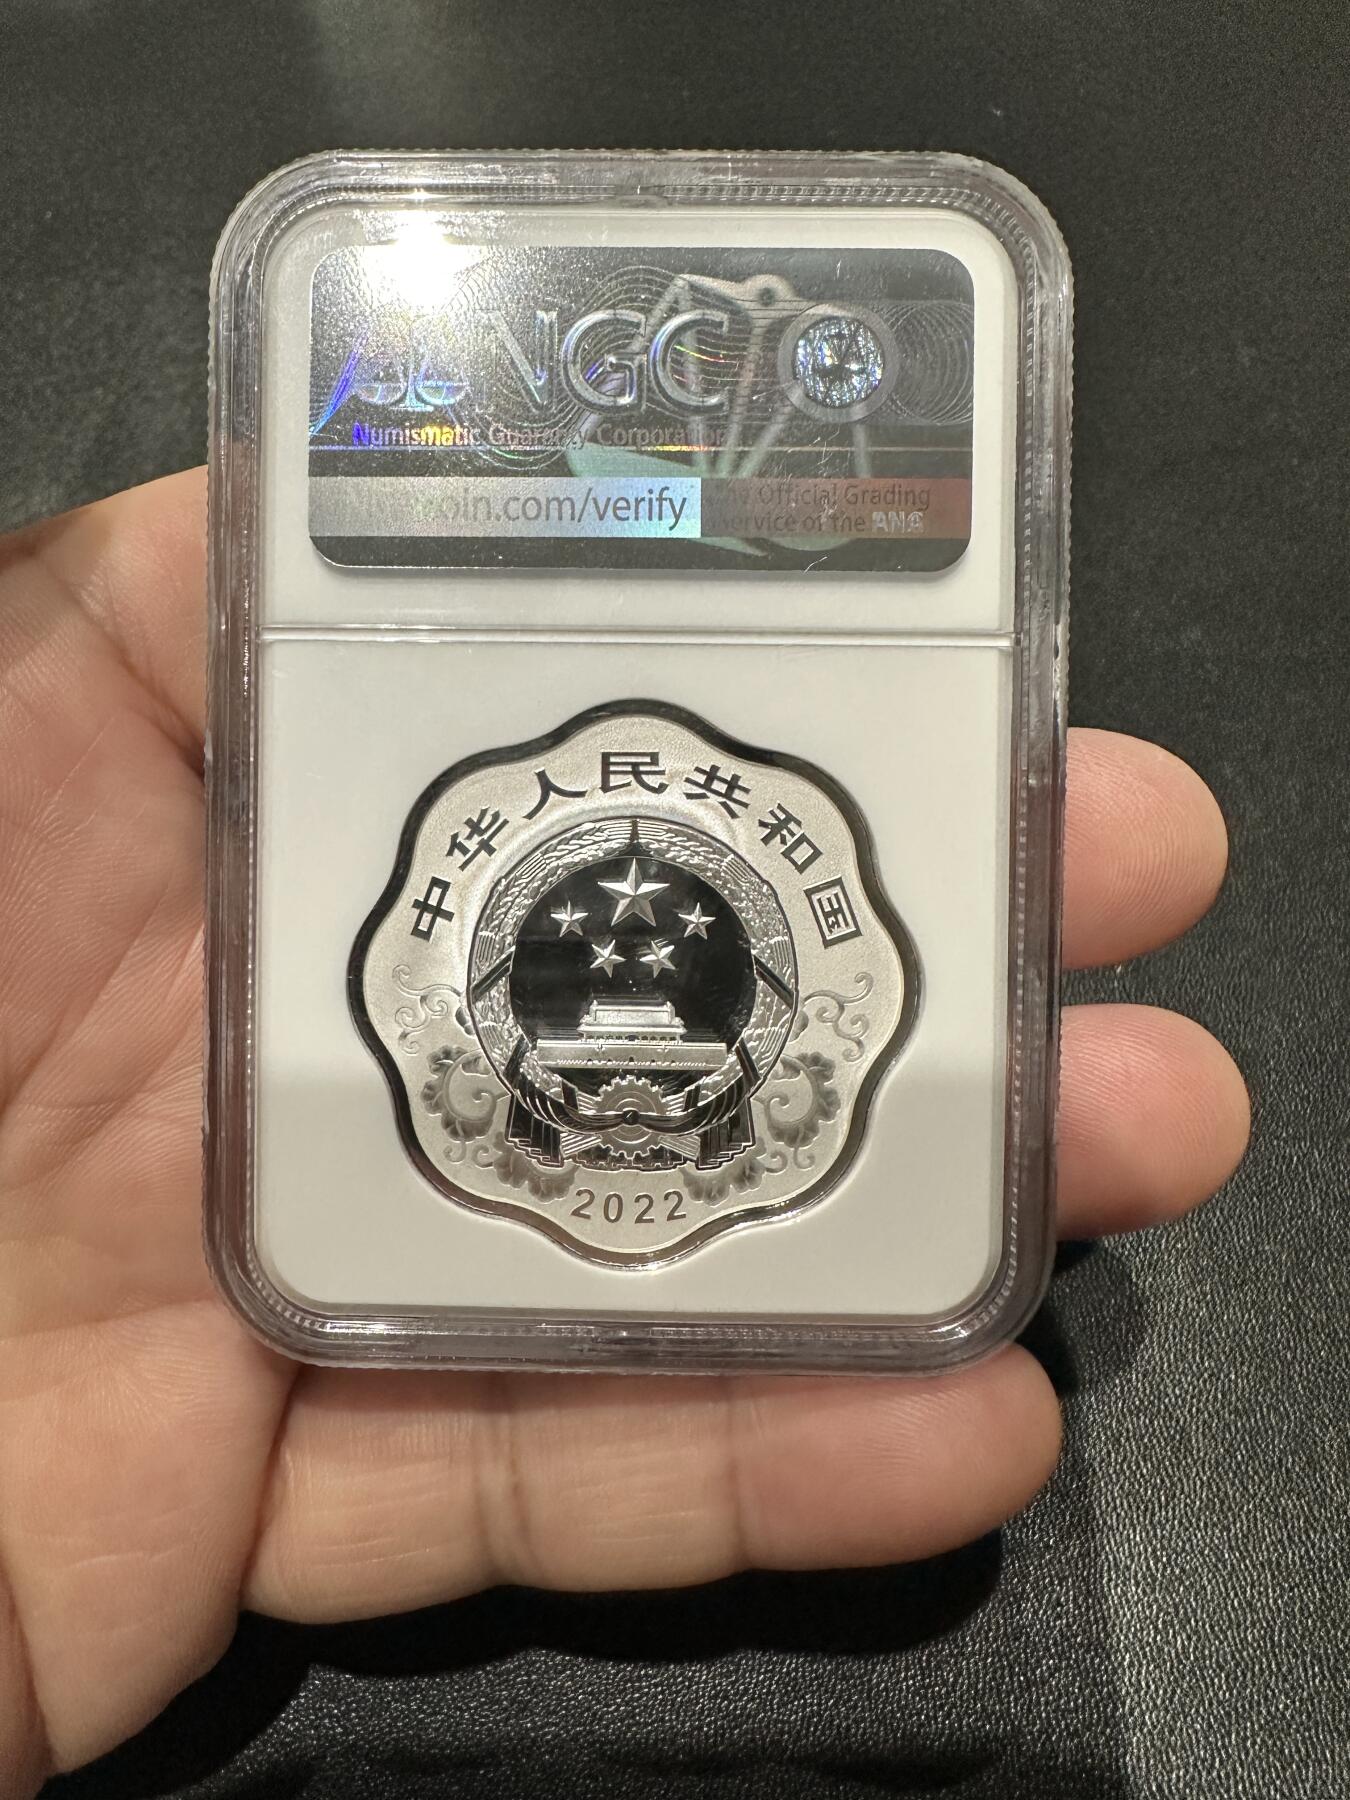 NGC
Numismatic Guaranty Corporation
coin.com/verify
Official Grading
Service of the ANA
中华人民共和国
2022